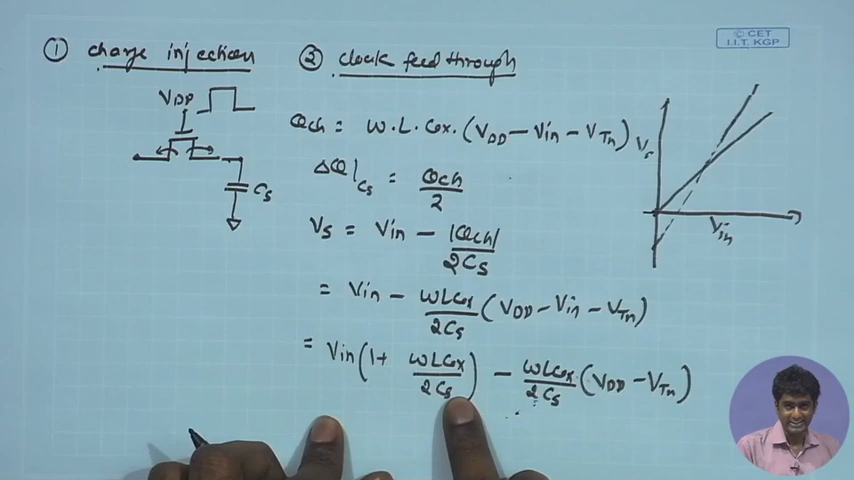 © CET
I.I.T. KGP
① charge injection
② clock feed through
VDD
Cs
Qch = W.L.Cox.(VDD - Vin - VTn)
ΔQ|Cs = Qch/2
Vs = Vin - |Qch|/2Cs
= Vin - WLCox/2Cs (VDD - Vin - VTn)
= Vin(1+ WLCox/2Cs) - WLCox/2Cs (VDD - VTn)
Vs
Vin